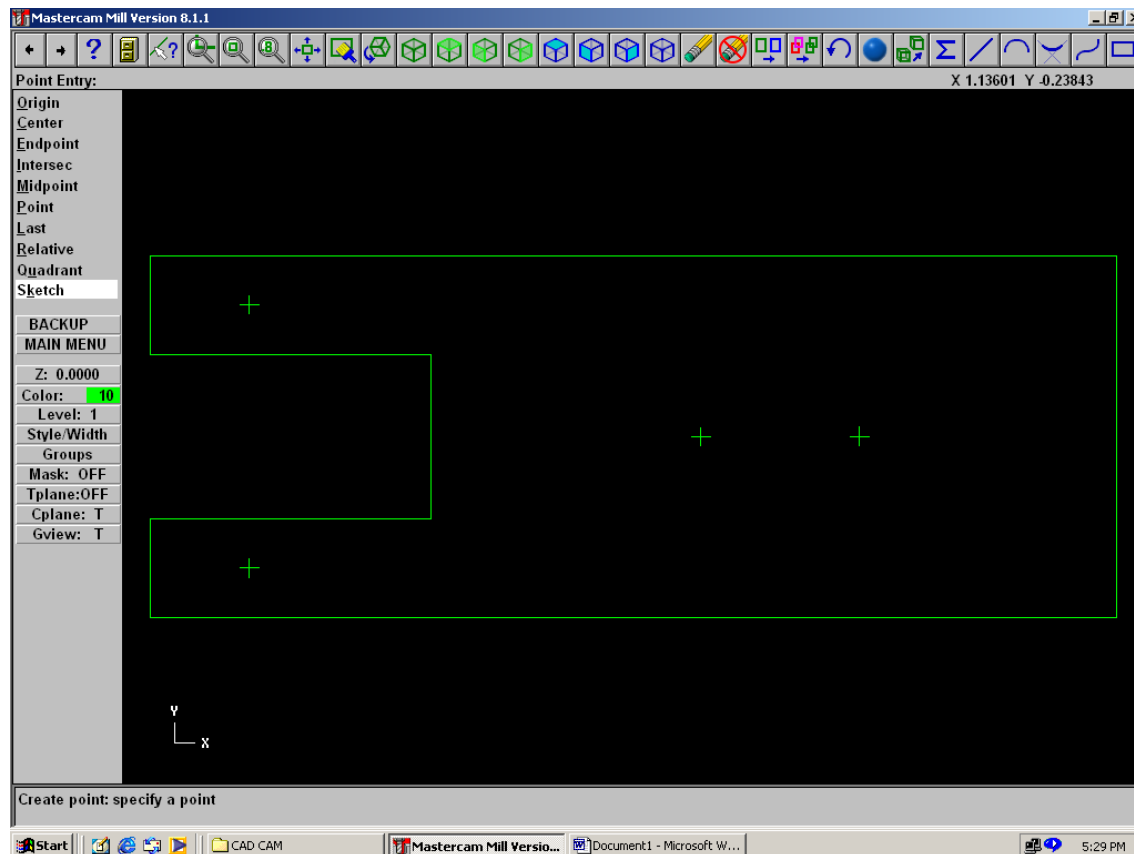 Mastercam Mill Version 8.1.1
Point Entry:
X 1.13601 Y -0.23843
Origin
Center
Endpoint
Intersec
Midpoint
Point
Last
Relative
Quadrant
Sketch
BACKUP
MAIN MENU
Z: 0.0000
Color: 10
Level: 1
Style/Width
Groups
Mask: OFF
Tplane:OFF
Cplane: T
Gview: T
Y
X
Create point: specify a point
Start
CAD CAM
Mastercam Mill Versio...
Document1 - Microsoft W...
5:29 PM